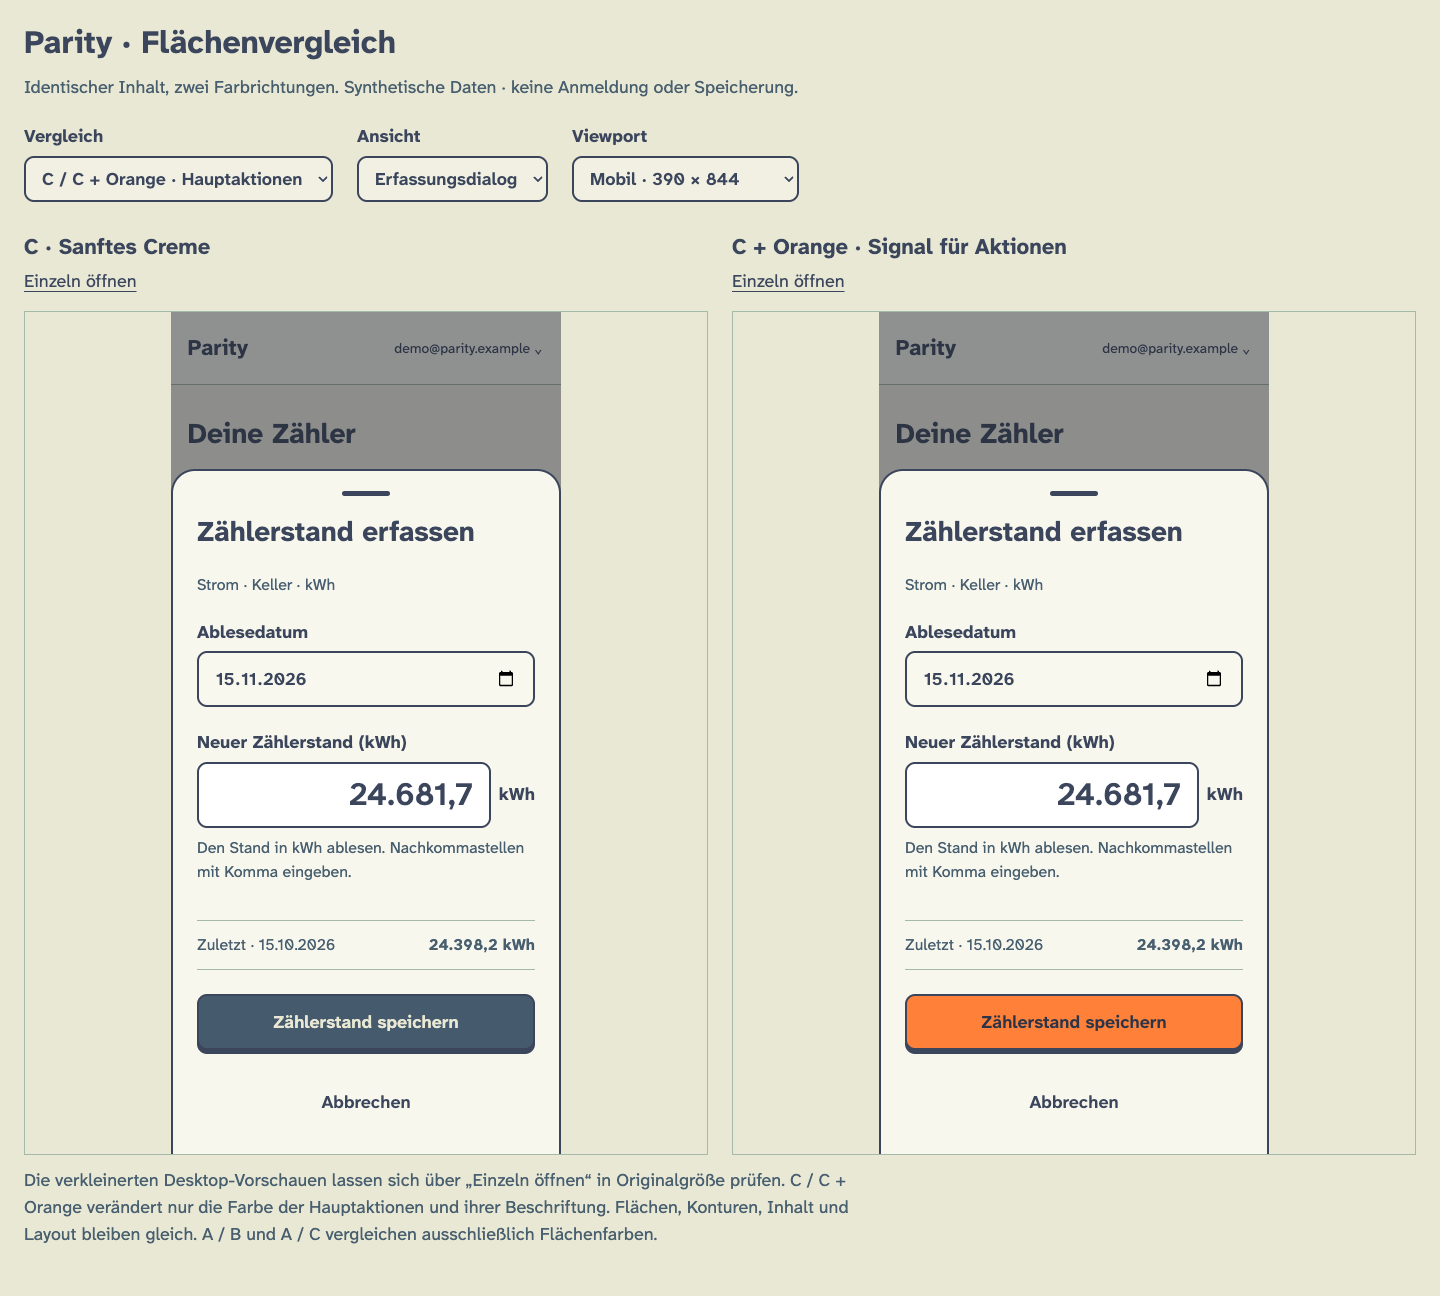 Parity · Flächenvergleich
Identischer Inhalt, zwei Farbrichtungen. Synthetische Daten · keine Anmeldung oder Speicherung.
Vergleich
Ansicht
Viewport
C / C + Orange · Hauptaktionen
Erfassungsdialog
Mobil · 390 × 844
C · Sanftes Creme
Einzeln öffnen
Parity
demo@parity.example
Deine Zähler
Zählerstand erfassen
Strom · Keller · kWh
Ablesedatum
15.11.2026
Neuer Zählerstand (kWh)
24.681,7 kWh
Den Stand in kWh ablesen. Nachkommastellen
mit Komma eingeben.
Zuletzt · 15.10.2026 24.398,2 kWh
Zählerstand speichern
Abbrechen
C + Orange · Signal für Aktionen
Einzeln öffnen
Parity
demo@parity.example
Deine Zähler
Zählerstand erfassen
Strom · Keller · kWh
Ablesedatum
15.11.2026
Neuer Zählerstand (kWh)
24.681,7 kWh
Den Stand in kWh ablesen. Nachkommastellen
mit Komma eingeben.
Zuletzt · 15.10.2026 24.398,2 kWh
Zählerstand speichern
Abbrechen
Die verkleinerten Desktop-Vorschauen lassen sich über „Einzeln öffnen“ in Originalgröße prüfen. C / C +
Orange verändert nur die Farbe der Hauptaktionen und ihrer Beschriftung. Flächen, Konturen, Inhalt und
Layout bleiben gleich. A / B und A / C vergleichen ausschließlich Flächenfarben.